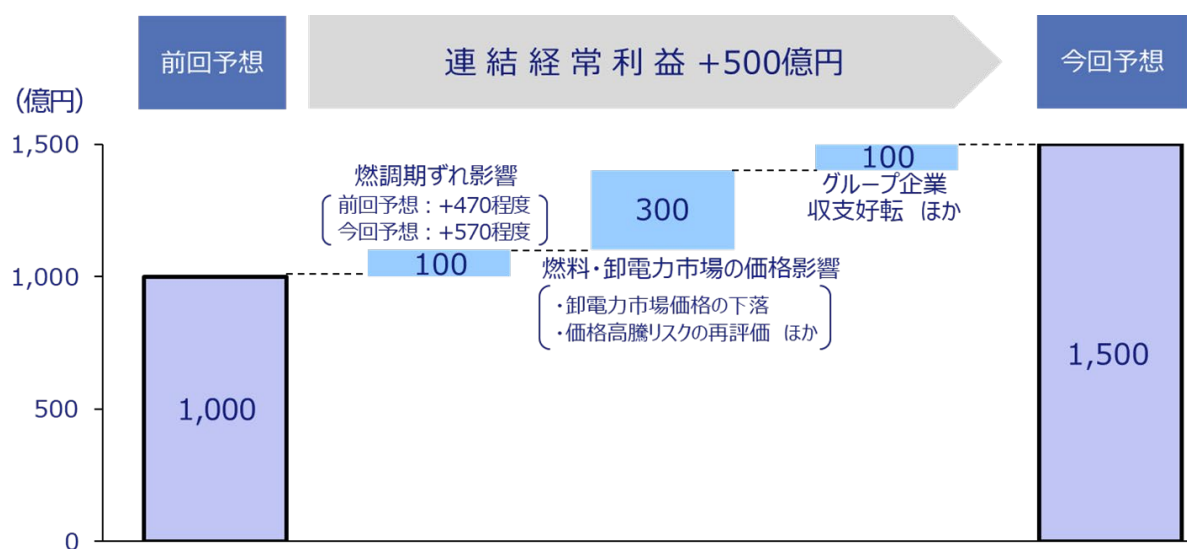 前回予想
連結経常利益 +500億円
今回予想
(億円)
1,500
1,000
500
0
1,000
燃調期ずれ影響
前回予想：+470程度
今回予想：+570程度
100
300
燃料・卸電力市場の価格影響
・卸電力市場価格の下落
・価格高騰リスクの再評価 ほか
100
グループ企業
収支好転 ほか
1,500